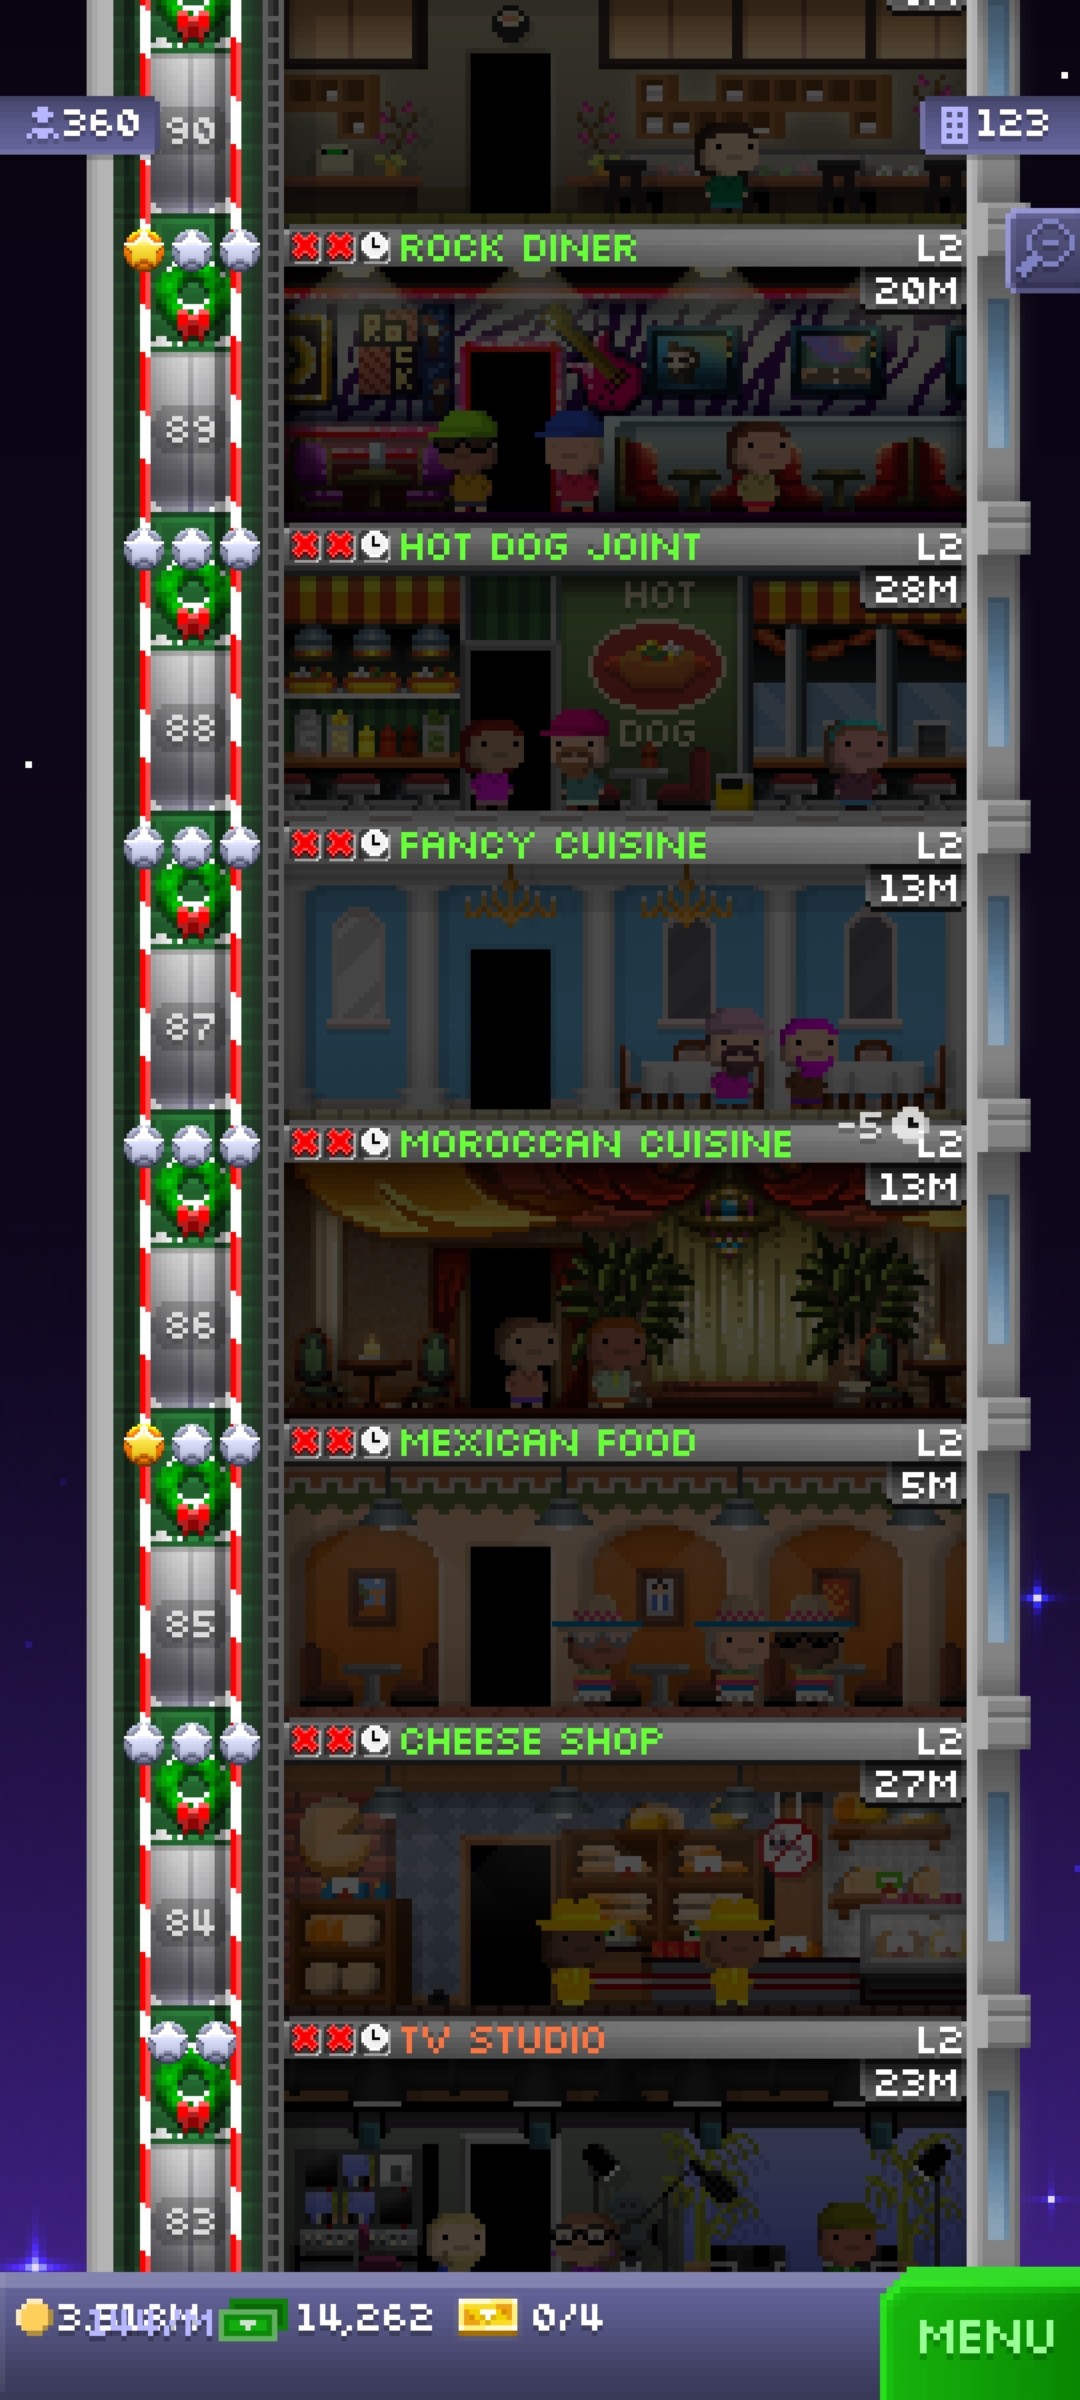 360
90
123
ROCK DINER L2
20M
ROCK
89
HOT DOG JOINT L2
28M
HOT
88
DOG
FANCY CUISINE L2
13M
87
-5
MOROCCAN CUISINE L2
13M
86
MEXICAN FOOD L2
5M
85
CHEESE SHOP L2
27M
84
TV STUDIO L2
23M
83
14,262 0/4
MENU